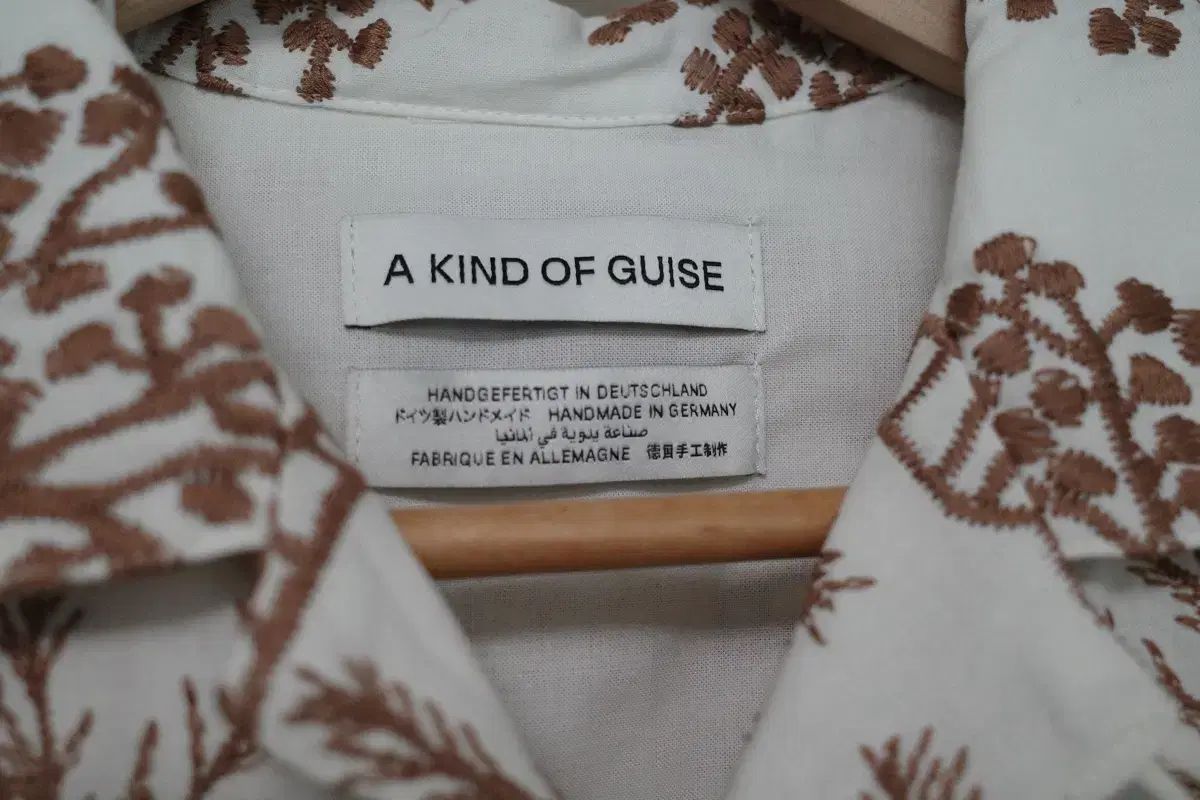 A KIND OF GUISE
HANDGEFERTIGT IN DEUTSCHLAND
ドイツ製ハンドメイド HANDMADE IN GERMANY
صناعة يدوية في ألمانيا
FABRIQUE EN ALLEMAGNE 德国手工制作